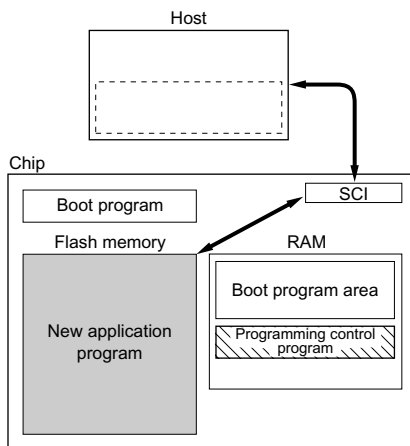 Host
Chip
SCI
Boot program
Flash memory
RAM
Boot program area
New application
program
Programming control
program